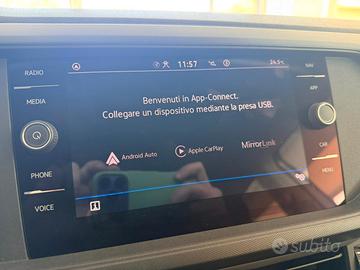 RADIO
MEDIA
PHONE
VOICE
11:57
24.5°C
Benvenuti in App-Connect.
Collegare un dispositivo mediante la presa USB.
Android Auto
Apple CarPlay
MirrorLink
NAV
APP
CAR
MENU
subito